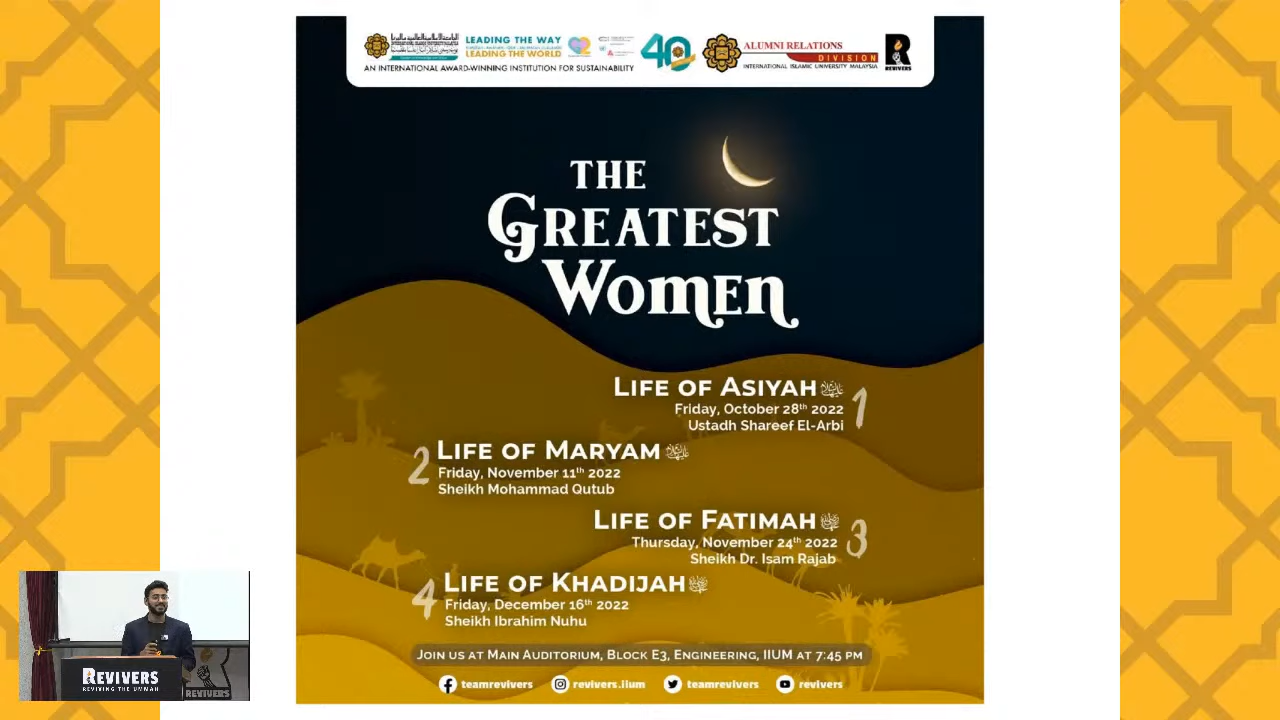 LEADING THE WAY
LEADING THE WORLD
INTERNATIONAL ISLAMIC UNIVERSITY MALAYSIA
AN INTERNATIONAL AWARD-WINNING INSTITUTION FOR SUSTAINABILITY
40
ALUMNI RELATIONS
DIVISION
INTERNATIONAL ISLAMIC UNIVERSITY MALAYSIA
R
REVIVERS
THE
GREATEST
WOMEN
LIFE OF ASIYAH
Friday, October 28th 2022
Ustadh Shareef El-Arbi
1
2
LIFE OF MARYAM
Friday, November 11th 2022
Sheikh Mohammad Qutub
LIFE OF FATIMAH
Thursday, November 24th 2022
Sheikh Dr. Isam Rajab
3
4
LIFE OF KHADIJAH
Friday, December 16th 2022
Sheikh Ibrahim Nuhu
JOIN US AT MAIN AUDITORIUM, BLOCK E3, ENGINEERING, IIUM AT 7:45 PM
teamrevivers revivers.iium teamrevivers revivers
REVIVERS
REVIVING THE UMMAH
REVIVERS